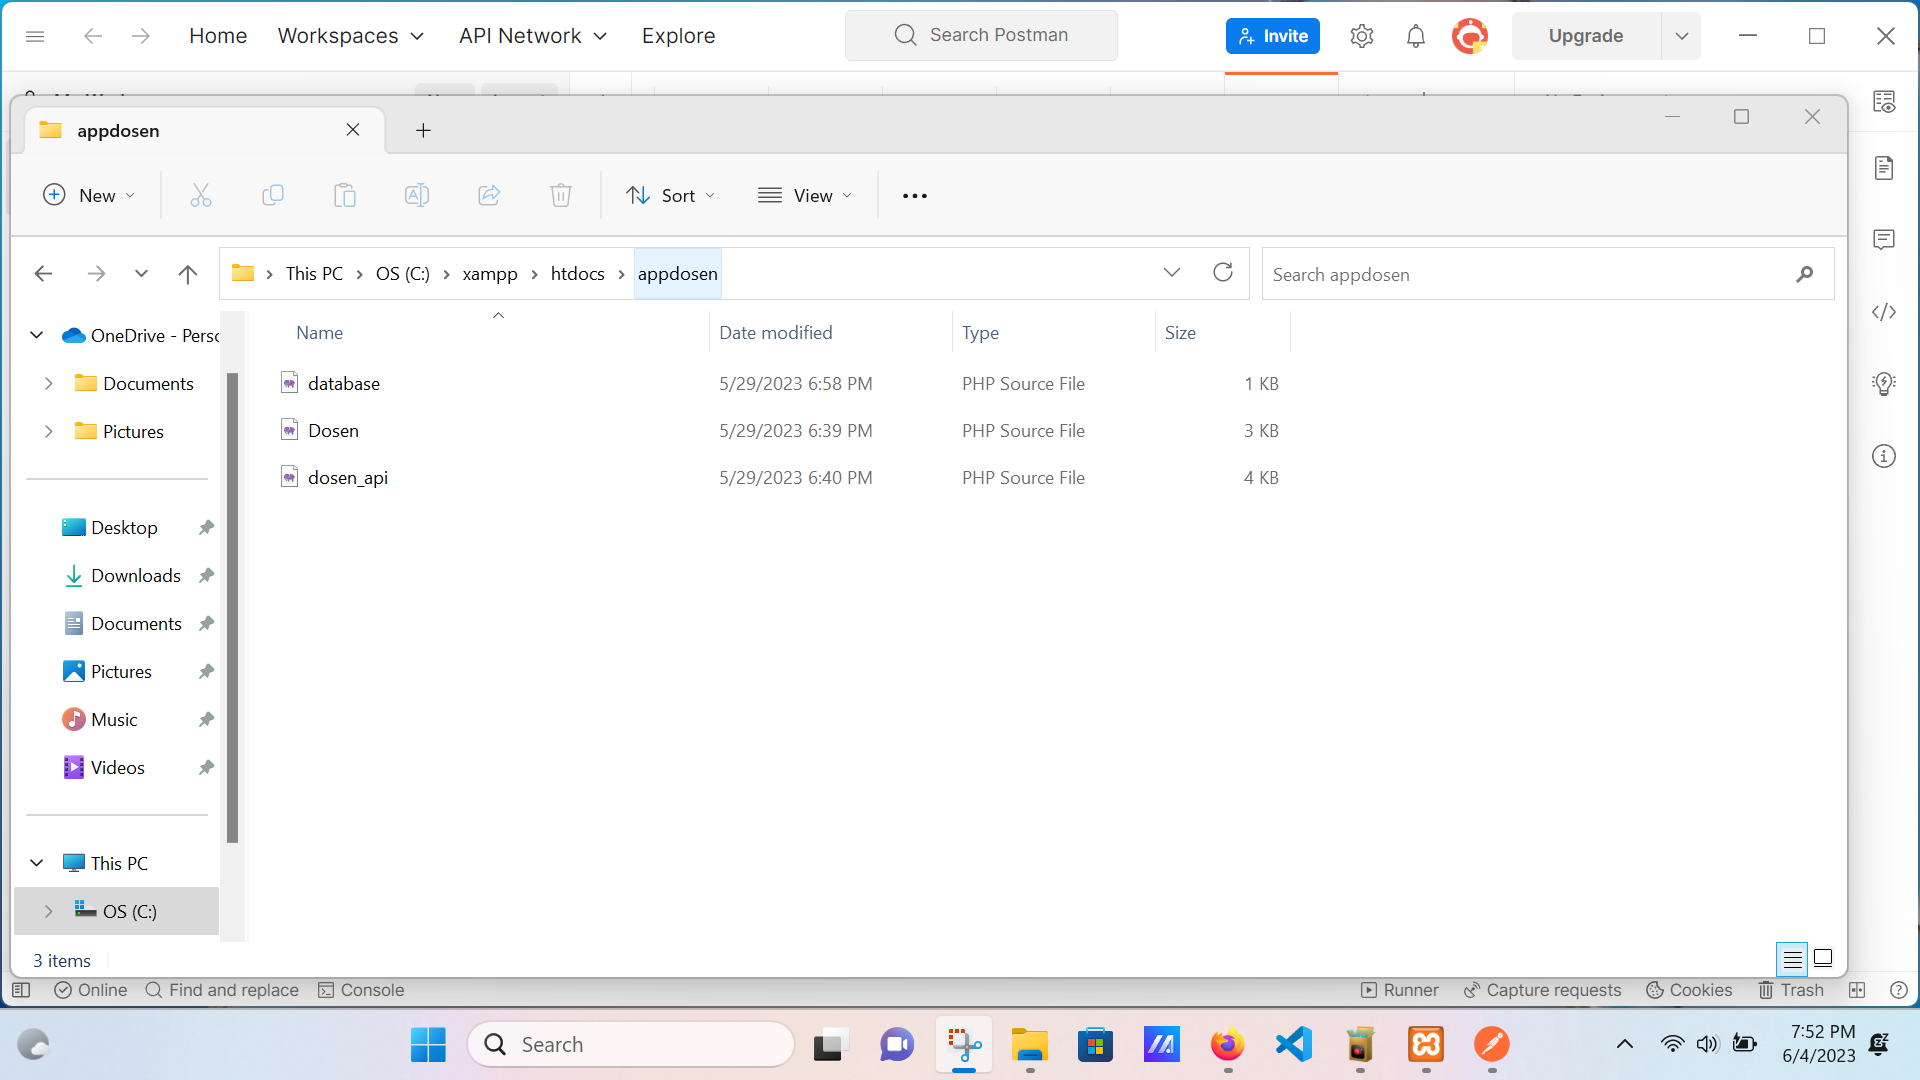 Home Workspaces API Network Explore Search Postman Invite Upgrade
appdosen
New Sort View
This PC OS (C:) xampp htdocs appdosen Search appdosen
OneDrive - Perso
Documents
Pictures
Desktop
Downloads
Documents
Pictures
Music
Videos
This PC
OS (C:)
Name Date modified Type Size
database 5/29/2023 6:58 PM PHP Source File 1 KB
Dosen 5/29/2023 6:39 PM PHP Source File 3 KB
dosen_api 5/29/2023 6:40 PM PHP Source File 4 KB
3 items
Online Find and replace Console Runner Capture requests Cookies Trash
Search 7:52 PM
6/4/2023